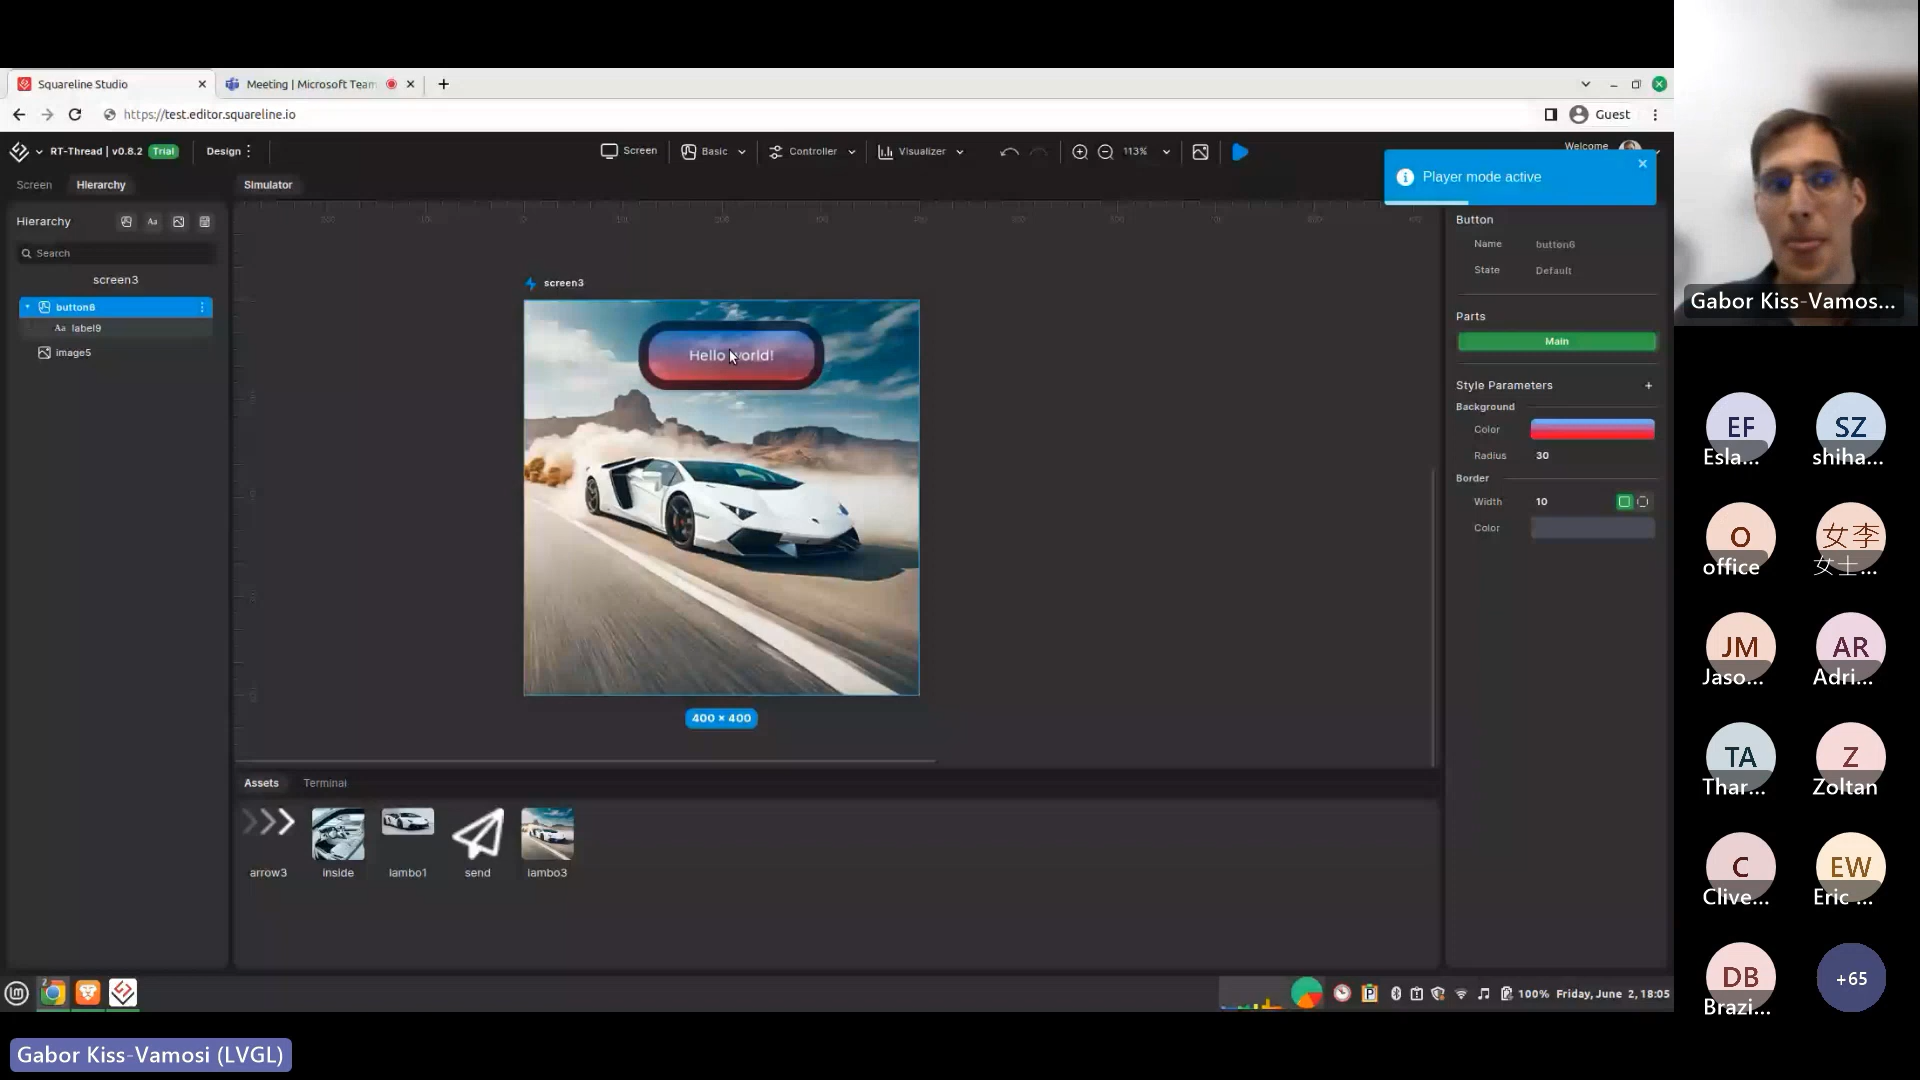 Squareline Studio
Meeting | Microsoft Team
https://test.editor.squareline.io
Guest
RT-Thread | v0.8.2 Trial
Design
Screen
Basic
Controller
Visualizer
113%
Welcome
Player mode active
Screen
Hierarchy
Simulator
Hierarchy
Aa
Search
screen3
button6
Aa label9
image5
screen3
Hello world!
400 × 400
Button
Name button6
State Default
Parts
Main
Style Parameters
Background
Color
Radius 30
Border
Width 10
Color
Assets
Terminal
arrow3
inside
lambo1
send
lambo3
100% Friday, June 2, 18:05
Gabor Kiss-Vamosi (LVGL)
Gabor Kiss-Vamos...
EF
Esla...
SZ
shiha...
O
office
女李
女士...
JM
Jaso...
AR
Adri...
TA
Thar...
Z
Zoltan
C
Clive...
EW
Eric ...
DB
Brazi...
+65